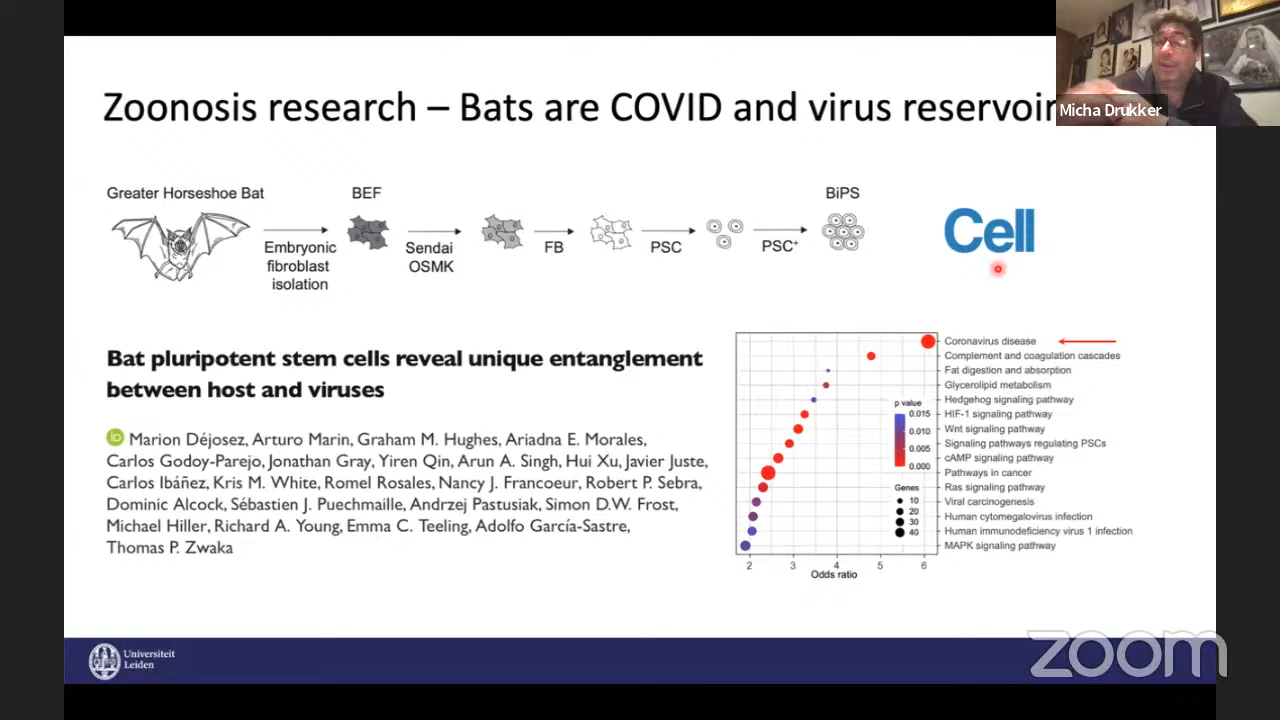 Zoonosis research – Bats are COVID and virus reservoir
Micha Drukker
Greater Horseshoe Bat
BEF
BiPS
Embryonic
fibroblast
isolation
Sendai
OSMK
FB
PSC
PSC⁺
Cell
Bat pluripotent stem cells reveal unique entanglement
between host and viruses
iD Marion Déjosez, Arturo Marin, Graham M. Hughes, Ariadna E. Morales,
Carlos Godoy-Parejo, Jonathan Gray, Yiren Qin, Arun A. Singh, Hui Xu, Javier Juste,
Carlos Ibáñez, Kris M. White, Romel Rosales, Nancy J. Francoeur, Robert P. Sebra,
Dominic Alcock, Sébastien J. Puechmaille, Andrzej Pastusiak, Simon D.W. Frost,
Michael Hiller, Richard A. Young, Emma C. Teeling, Adolfo García-Sastre,
Thomas P. Zwaka
Coronavirus disease
Complement and coagulation cascades
Fat digestion and absorption
Glycerolipid metabolism
Hedgehog signaling pathway
HIF-1 signaling pathway
Wnt signaling pathway
Signaling pathways regulating PSCs
cAMP signaling pathway
Pathways in cancer
Ras signaling pathway
Viral carcinogenesis
Human cytomegalovirus infection
Human immunodeficiency virus 1 infection
MAPK signaling pathway
p value
0.015
0.010
0.005
0.000
Genes
10
20
30
40
2 3 4 5 6
Odds ratio
Universiteit
Leiden
zoom